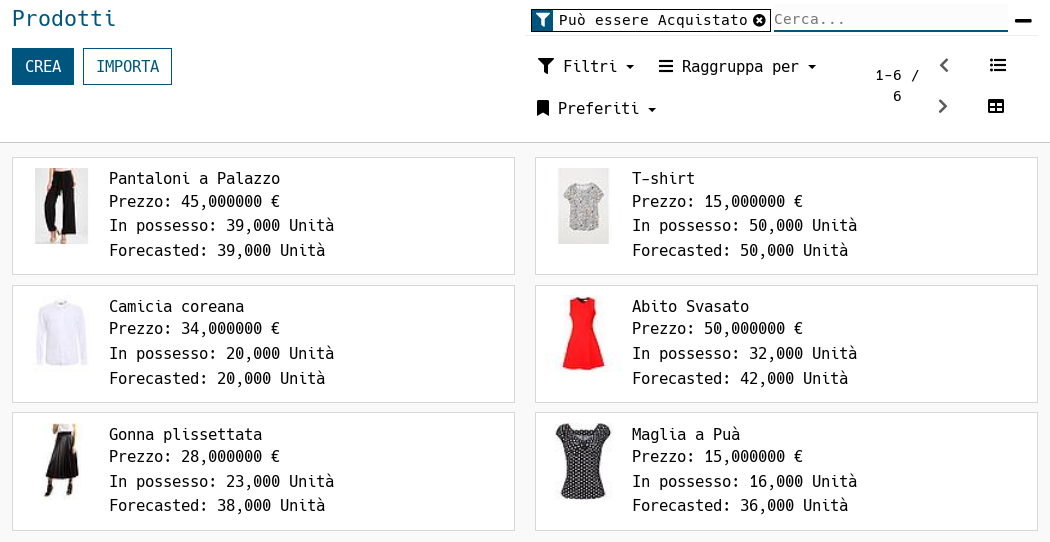 Prodotti
Può essere Acquistato
Cerca...
CREA
IMPORTA
Filtri
Raggruppa per
1-6 /
6
Preferiti
Pantaloni a Palazzo
Prezzo: 45,000000 €
In possesso: 39,000 Unità
Forecasted: 39,000 Unità
T-shirt
Prezzo: 15,000000 €
In possesso: 50,000 Unità
Forecasted: 50,000 Unità
Camicia coreana
Prezzo: 34,000000 €
In possesso: 20,000 Unità
Forecasted: 20,000 Unità
Abito Svasato
Prezzo: 50,000000 €
In possesso: 32,000 Unità
Forecasted: 42,000 Unità
Gonna plissettata
Prezzo: 28,000000 €
In possesso: 23,000 Unità
Forecasted: 38,000 Unità
Maglia a Puà
Prezzo: 15,000000 €
In possesso: 16,000 Unità
Forecasted: 36,000 Unità